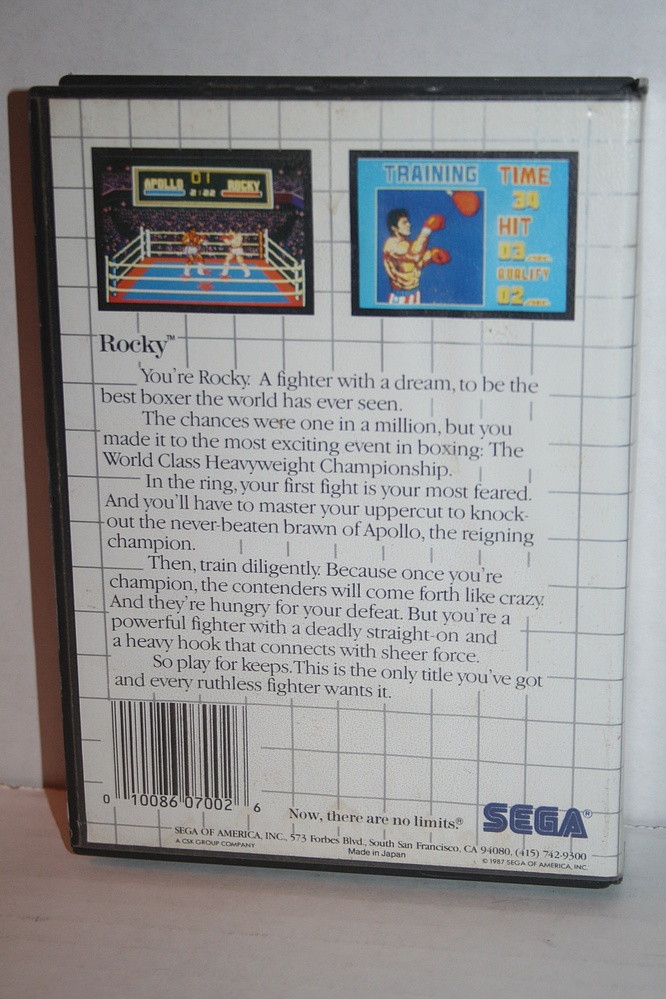 01
APOLLO ROCKY
2:22
TRAINING TIME
34
HIT
03
QUALIFY
02
Rocky™
You're Rocky. A fighter with a dream, to be the
best boxer the world has ever seen.
The chances were one in a million, but you
made it to the most exciting event in boxing: The
World Class Heavyweight Championship.
In the ring, your first fight is your most feared.
And you'll have to master your uppercut to knock-
out the never-beaten brawn of Apollo, the reigning
champion.
Then, train diligently. Because once you're
champion, the contenders will come forth like crazy.
And they're hungry for your defeat. But you're a
powerful fighter with a deadly straight-on and
a heavy hook that connects with sheer force.
So play for keeps.This is the only title you've got
and every ruthless fighter wants it.
0 10086 07002 6
Now, there are no limits.® SEGA®
SEGA OF AMERICA, INC., 573 Forbes Blvd., South San Francisco, CA 94080, (415) 742-9300
A CSK GROUP COMPANY Made in Japan © 1987 SEGA OF AMERICA, INC